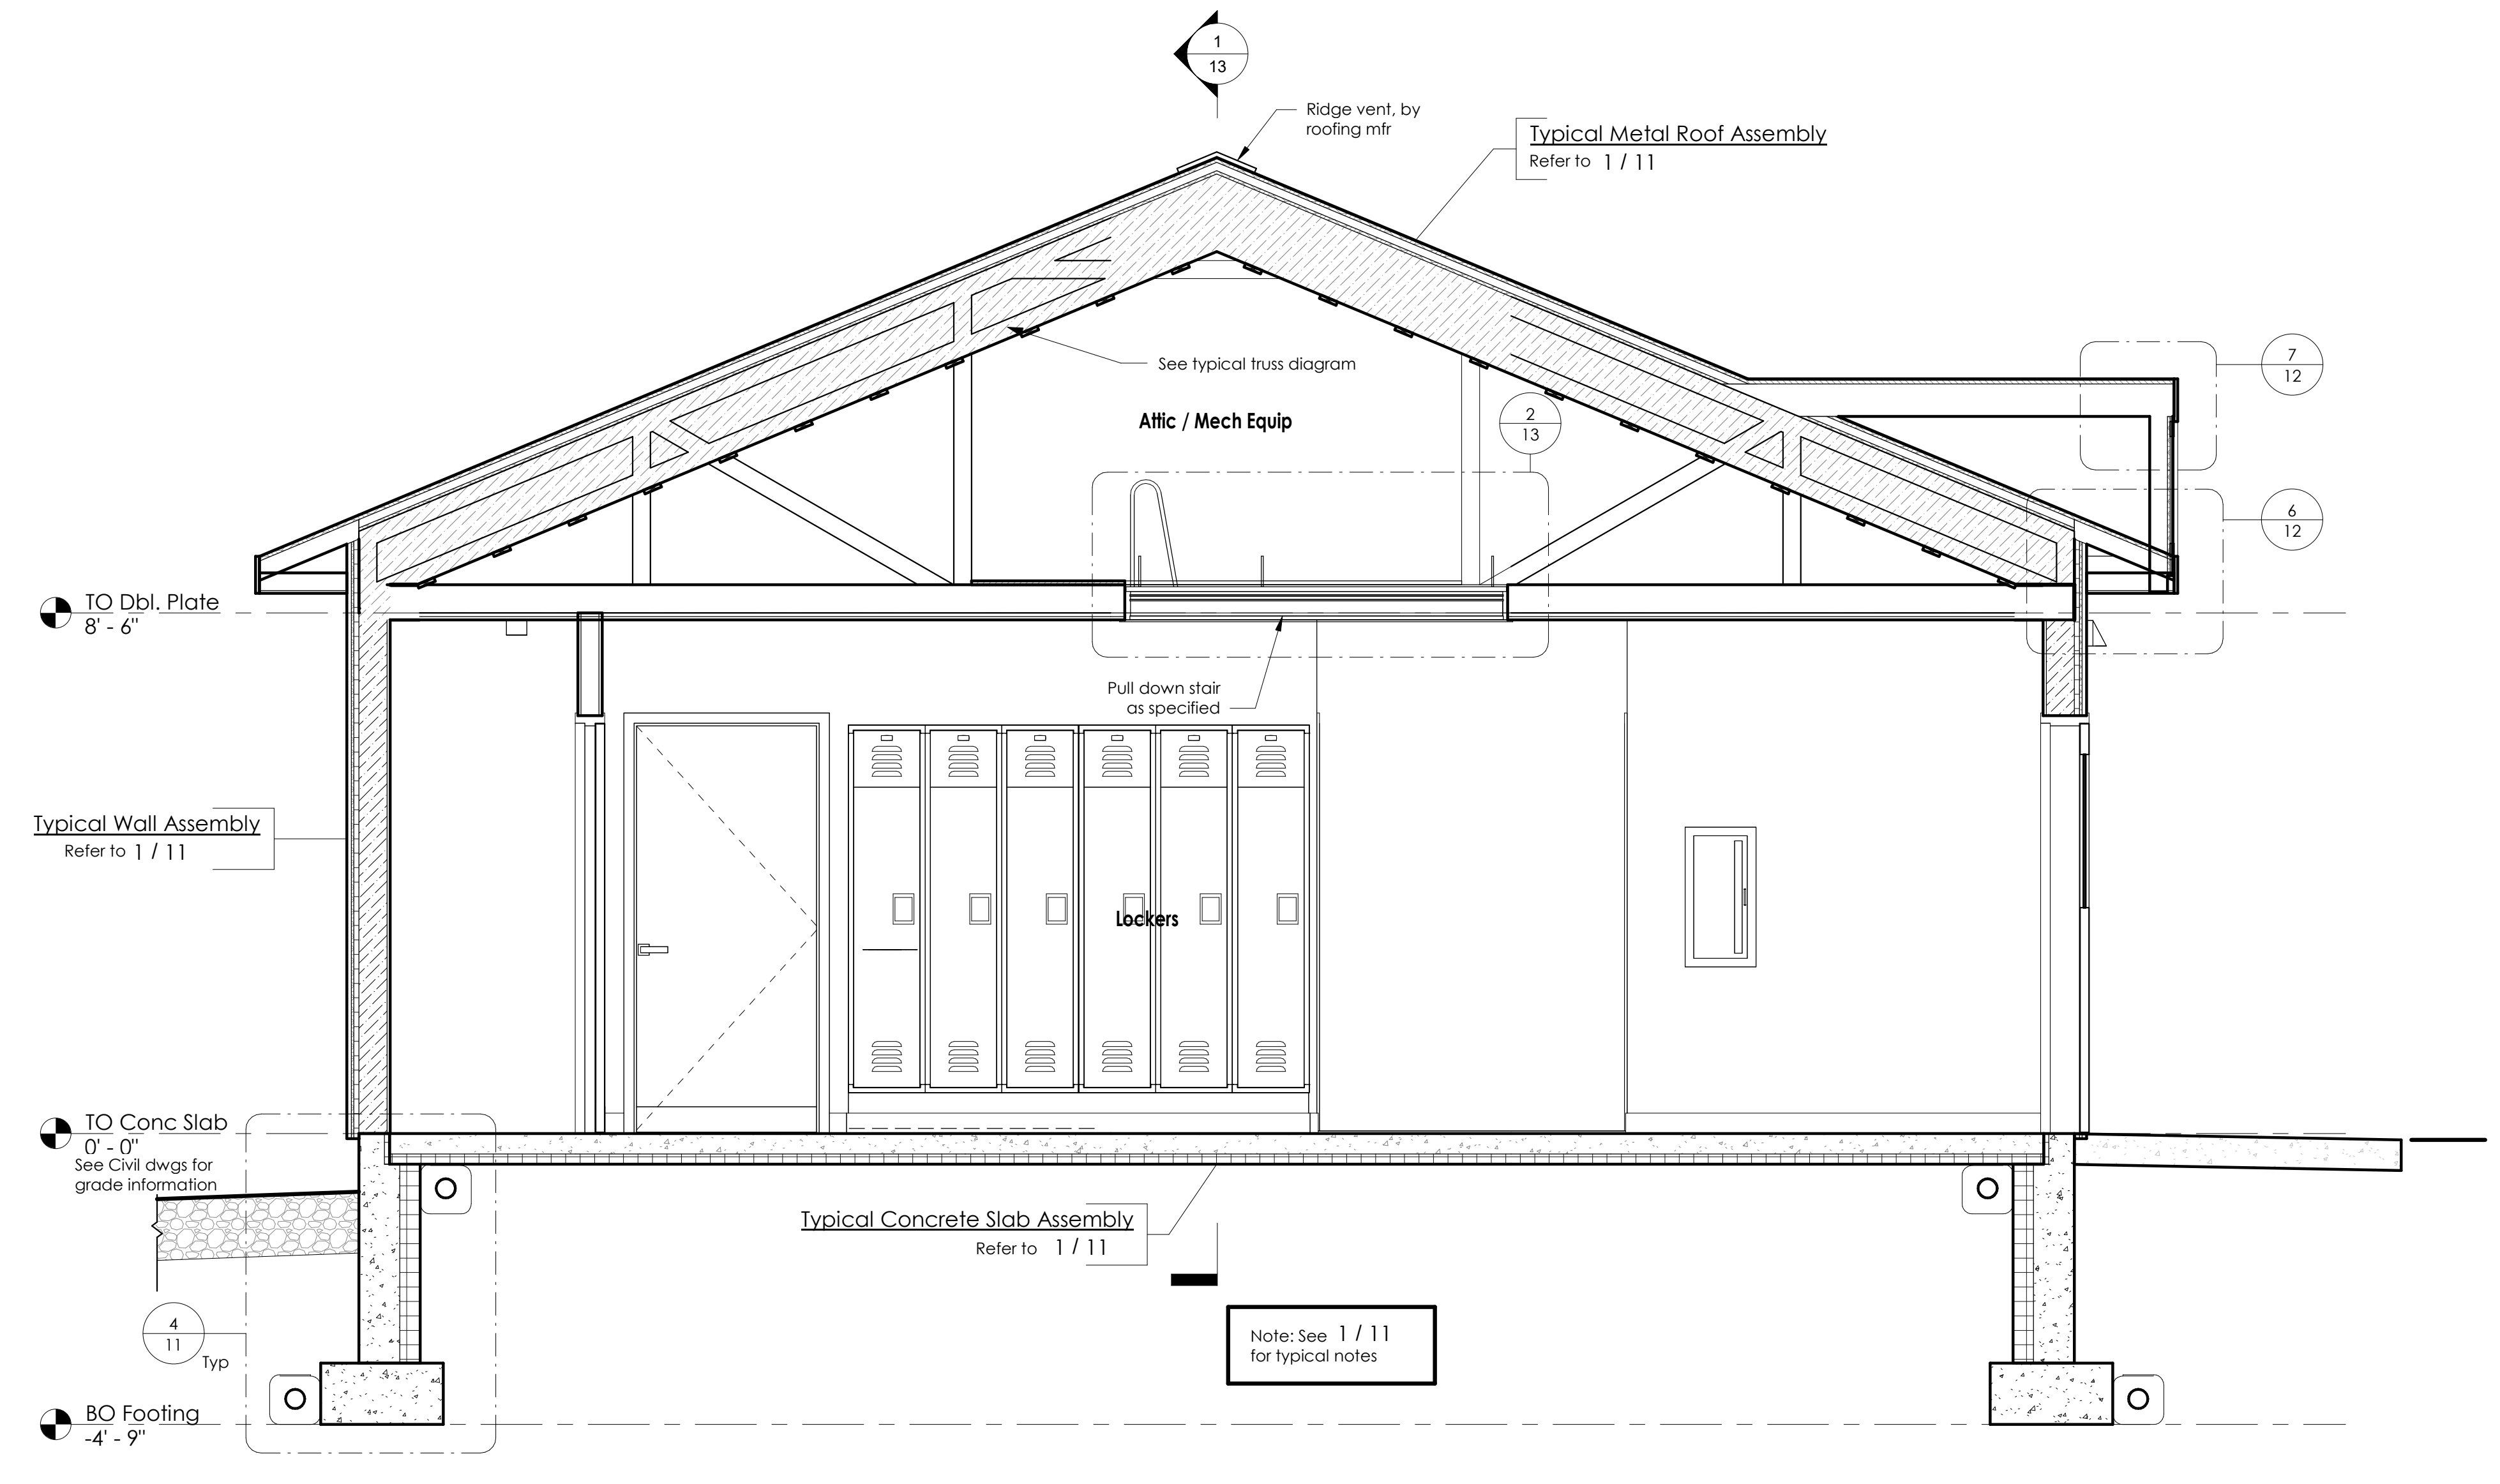 1
13
Ridge vent, by
roofing mfr
Typical Metal Roof Assembly
Refer to 1 / 11
See typical truss diagram
7
12
Attic / Mech Equip
2
13
6
12
TO Dbl. Plate
8' - 6"
Pull down stair
as specified
Typical Wall Assembly
Refer to 1 / 11
Lockers
TO Conc Slab
0' - 0"
See Civil dwgs for
grade information
Typical Concrete Slab Assembly
Refer to 1 / 11
4
11
Typ
Note: See 1 / 11
for typical notes
BO Footing
-4' - 9"